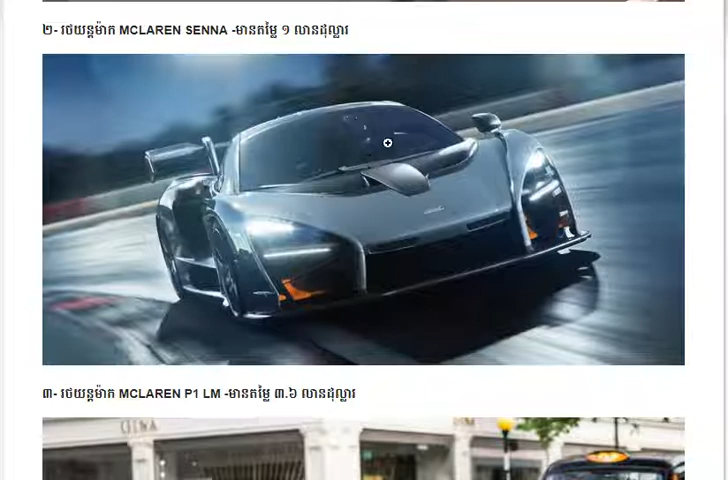 ២- រថយន្តម៉ាក MCLAREN SENNA -មានតម្លៃ ១ លានដុល្លារ
៣- រថយន្តម៉ាក MCLAREN P1 LM -មានតម្លៃ ៣.៦ លានដុល្លារ